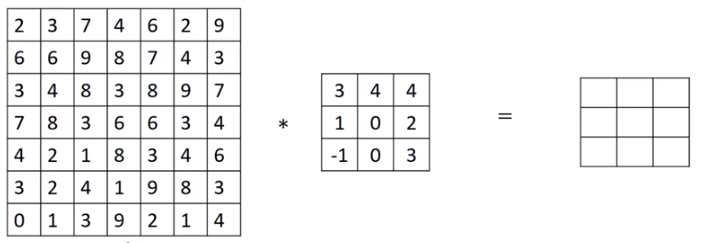 2 3 7 4 6 2 9
6 6 9 8 7 4 3
3 4 8 3 8 9 7
7 8 3 6 6 3 4
4 2 1 8 3 4 6
3 2 4 1 9 8 3
0 1 3 9 2 1 4
*
3 4 4
1 0 2
-1 0 3
=